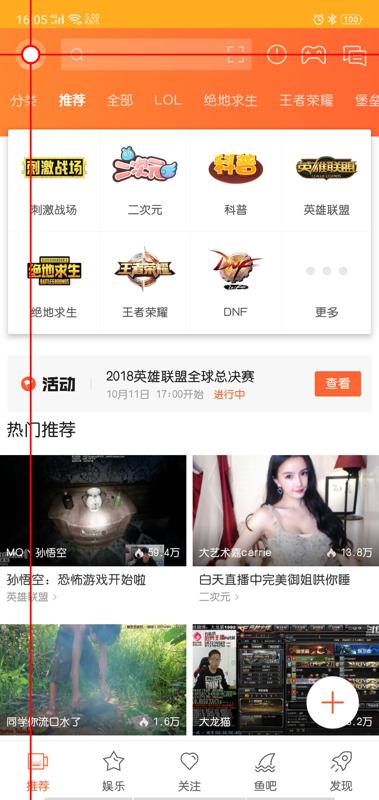 16:05
100
分类 推荐 全部 LOL 绝地求生 王者荣耀 堡垒
刺激战场 二次元 科普 英雄联盟
刺激战场 二次元 科普 英雄联盟
绝地求生 王者荣耀 DNF
BATTLEGROUNDS
绝地求生 王者荣耀 DNF 更多
活动
2018英雄联盟全球总决赛
10月11日 17:00开始 进行中
查看
热门推荐
MQ丶孙悟空 59.4万
大艺术嘉carrie 13.8万
孙悟空：恐怖游戏开始啦
英雄联盟 >
白天直播中完美御姐哄你睡
二次元 >
同学你流口水了 1.6万
大龙猫 .2万
推荐 娱乐 关注 鱼吧 发现